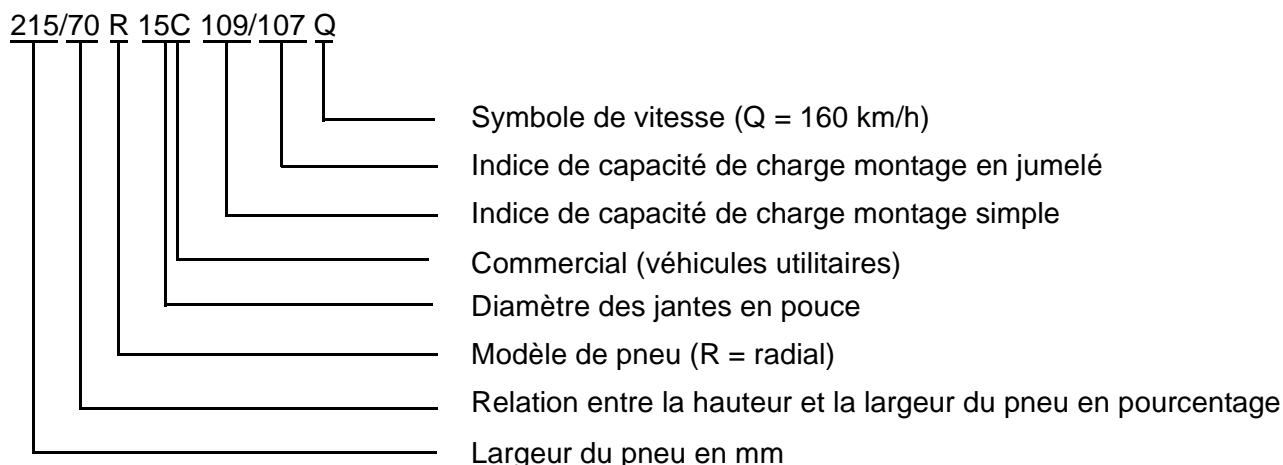 215/70 R 15C 109/107 Q
Symbole de vitesse (Q = 160 km/h)
Indice de capacité de charge montage en jumelé
Indice de capacité de charge montage simple
Commercial (véhicules utilitaires)
Diamètre des jantes en pouce
Modèle de pneu (R = radial)
Relation entre la hauteur et la largeur du pneu en pourcentage
Largeur du pneu en mm